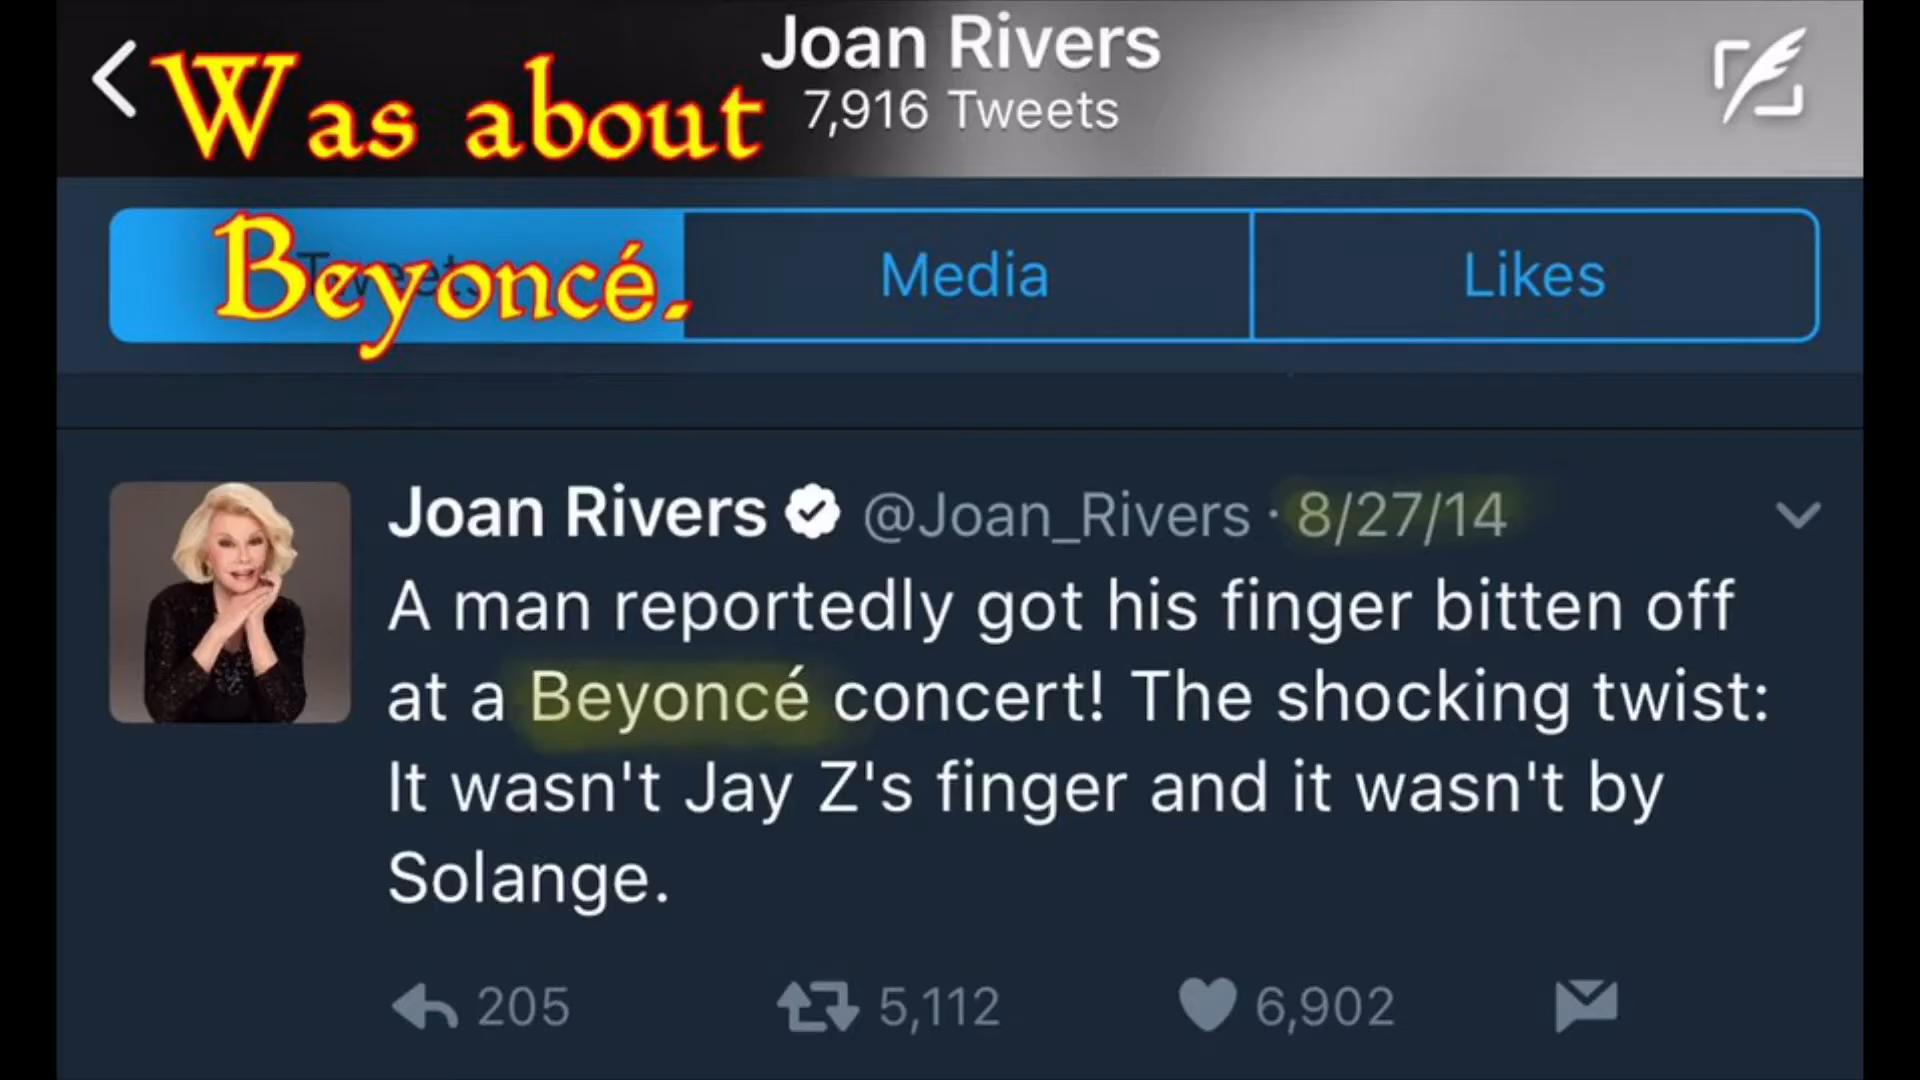 Was about
Beyoncé.
Joan Rivers
7,916 Tweets
Tweets
Media
Likes
Joan Rivers @Joan_Rivers · 8/27/14
A man reportedly got his finger bitten off
at a Beyoncé concert! The shocking twist:
It wasn't Jay Z's finger and it wasn't by
Solange.
205
5,112
6,902